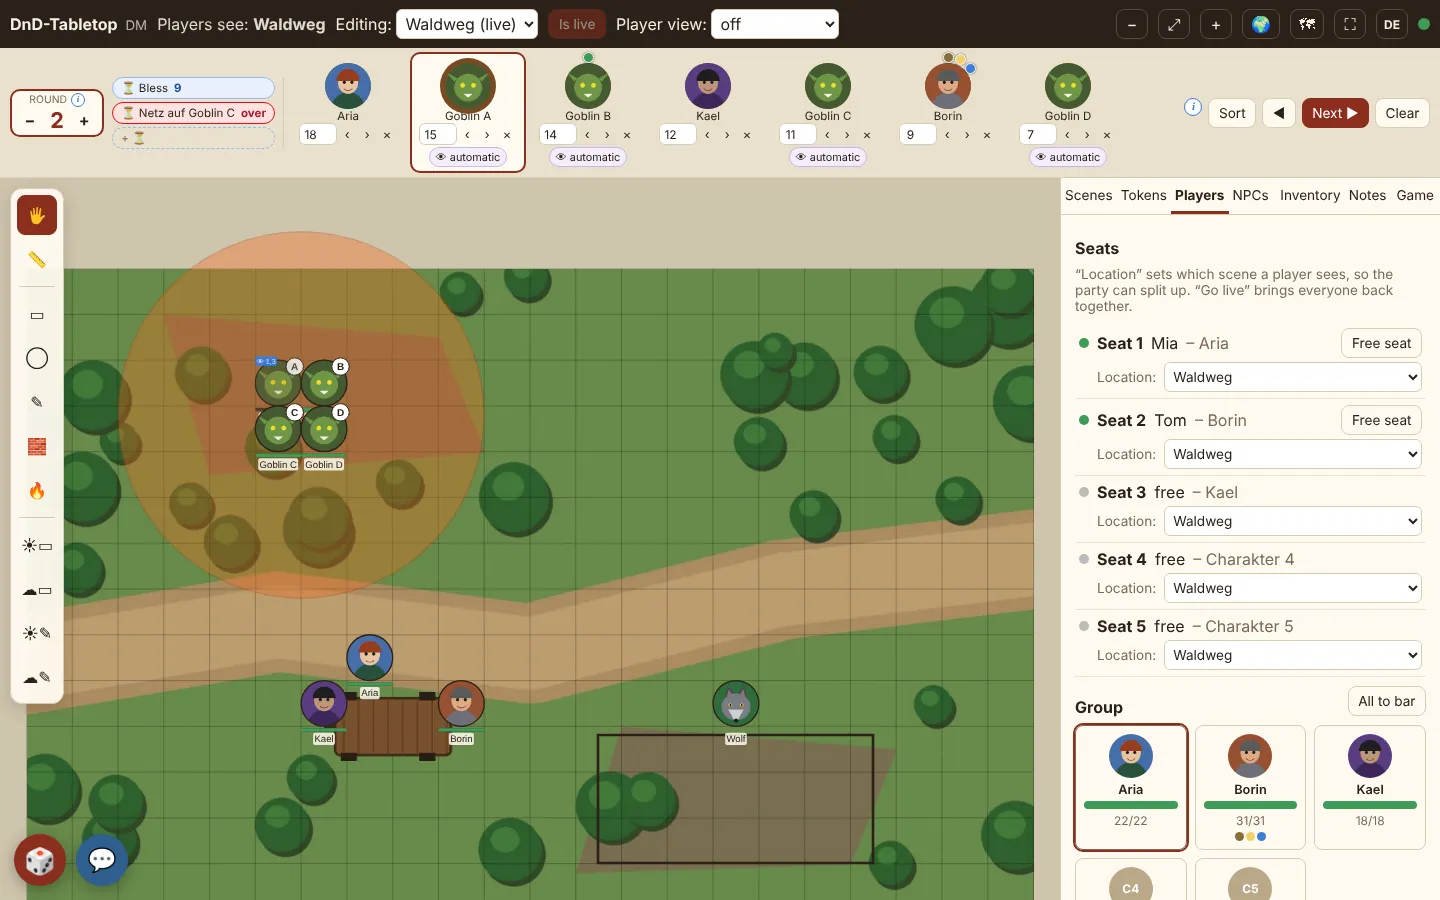 DnD-Tabletop DM Players see: Waldweg Editing: Waldweg (live) Is live Player view: off − + DE
ROUND i
− 2 +
Bless 9
Netz auf Goblin C over
+
Aria
18 ‹ › ×
Goblin A
15 ‹ › ×
automatic
Goblin B
14 ‹ › ×
automatic
Kael
12 ‹ › ×
Goblin C
11 ‹ › ×
automatic
Borin
9 ‹ › ×
Goblin D
7 ‹ › ×
automatic
i Sort ◀ Next ▶ Clear
Scenes Tokens Players NPCs Inventory Notes Game
Seats
“Location” sets which scene a player sees, so the
party can split up. “Go live” brings everyone back
together.
Seat 1 Mia – Aria Free seat
Location: Waldweg
Seat 2 Tom – Borin Free seat
Location: Waldweg
Seat 3 free – Kael
Location: Waldweg
Seat 4 free – Charakter 4
Location: Waldweg
Seat 5 free – Charakter 5
Location: Waldweg
Group All to bar
Aria
22/22
Borin
31/31
Kael
18/18
C4
C5
1,3
A
B
C
D
Goblin C
Goblin D
Aria
Kael
Borin
Wolf